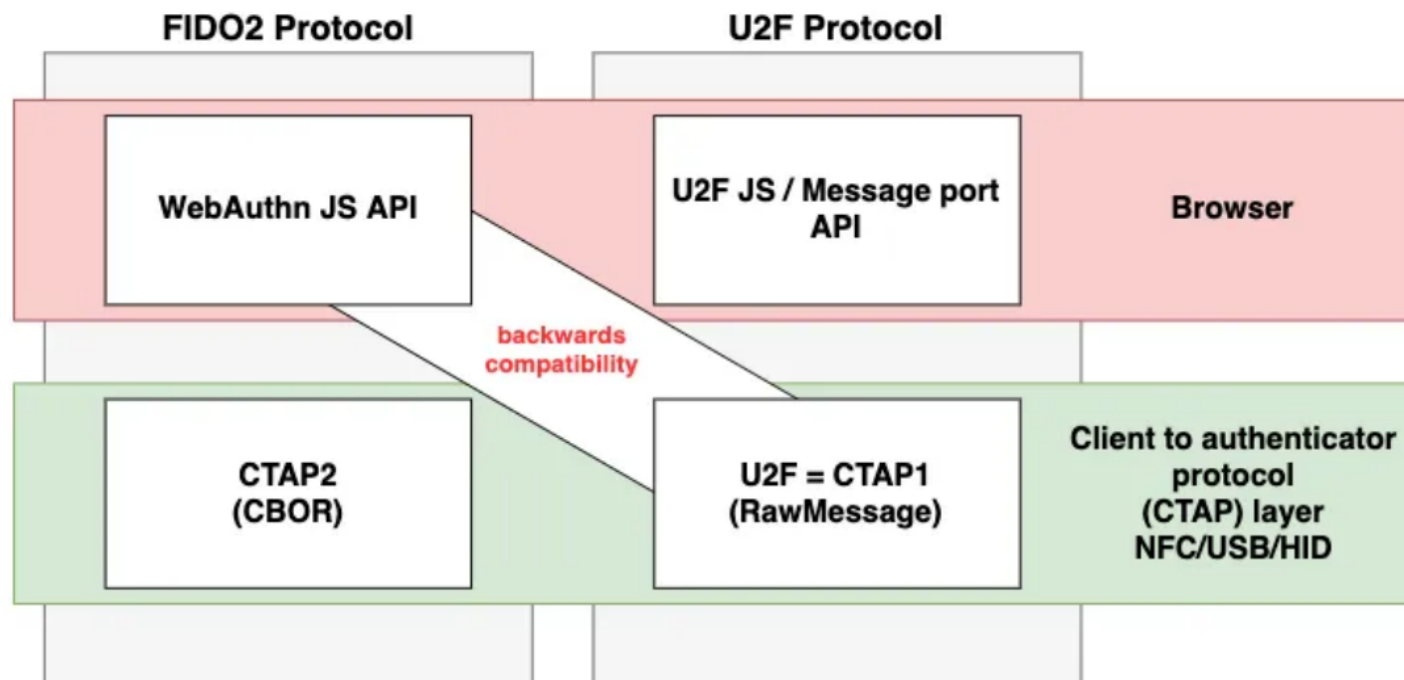 FIDO2 Protocol
U2F Protocol
WebAuthn JS API
U2F JS / Message port
API
Browser
backwards
compatibility
CTAP2
(CBOR)
U2F = CTAP1
(RawMessage)
Client to authenticator
protocol
(CTAP) layer
NFC/USB/HID